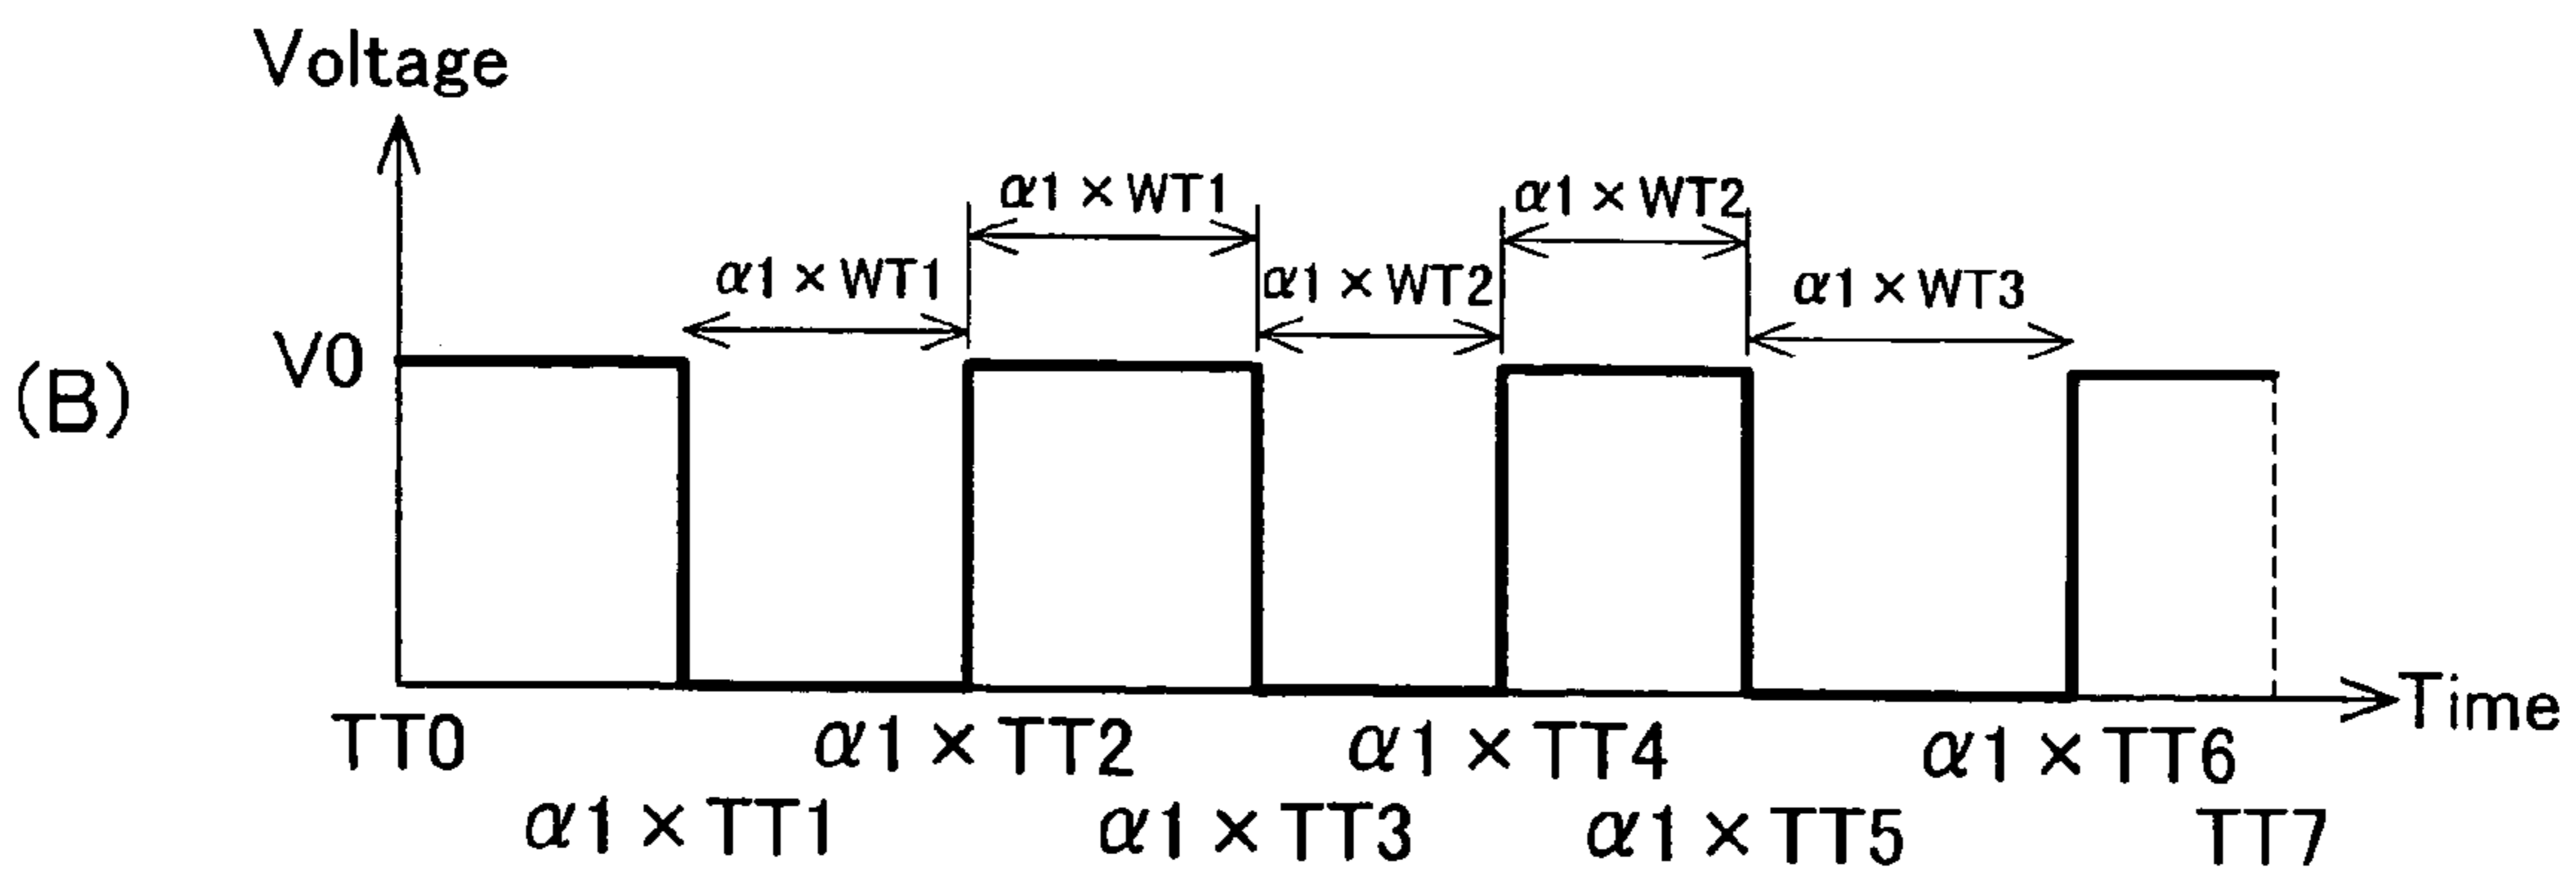 Voltage
α1 × WT1
α1 × WT2
α1 × WT1
α1 × WT2
α1 × WT3
V0
(B)
Time
TT0
α1 × TT2
α1 × TT4
α1 × TT6
α1 × TT1
α1 × TT3
α1 × TT5
TT7